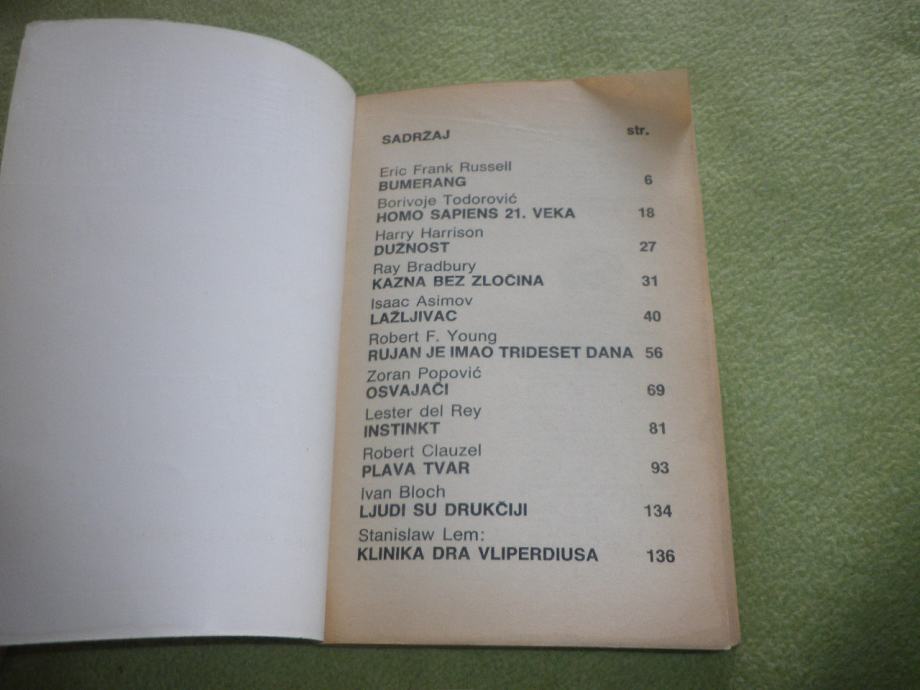 SADRŽAJ str.
Eric Frank Russell
BUMERANG 6
Borivoje Todorović
HOMO SAPIENS 21. VEKA 18
Harry Harrison
DUŽNOST 27
Ray Bradbury
KAZNA BEZ ZLOČINA 31
Isaac Asimov
LAŽLJIVAC 40
Robert F. Young
RUJAN JE IMAO TRIDESET DANA 56
Zoran Popović
OSVAJAČI 69
Lester del Rey
INSTINKT 81
Robert Clauzel
PLAVA TVAR 93
Ivan Bloch
LJUDI SU DRUKČIJI 134
Stanislaw Lem:
KLINIKA DRA VLIPERDIUSA 136